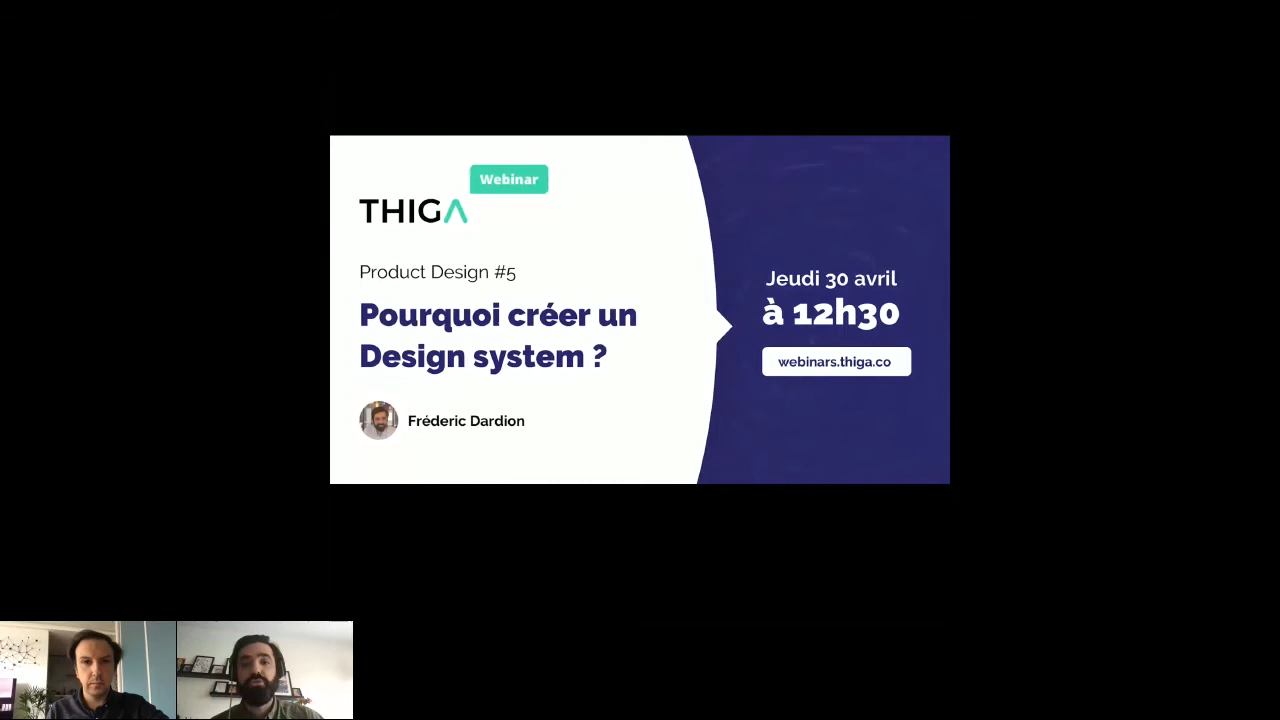 Webinar
THIGA
Product Design #5
Pourquoi créer un
Design system ?
Fréderic Dardion
Jeudi 30 avril
à 12h30
webinars.thiga.co